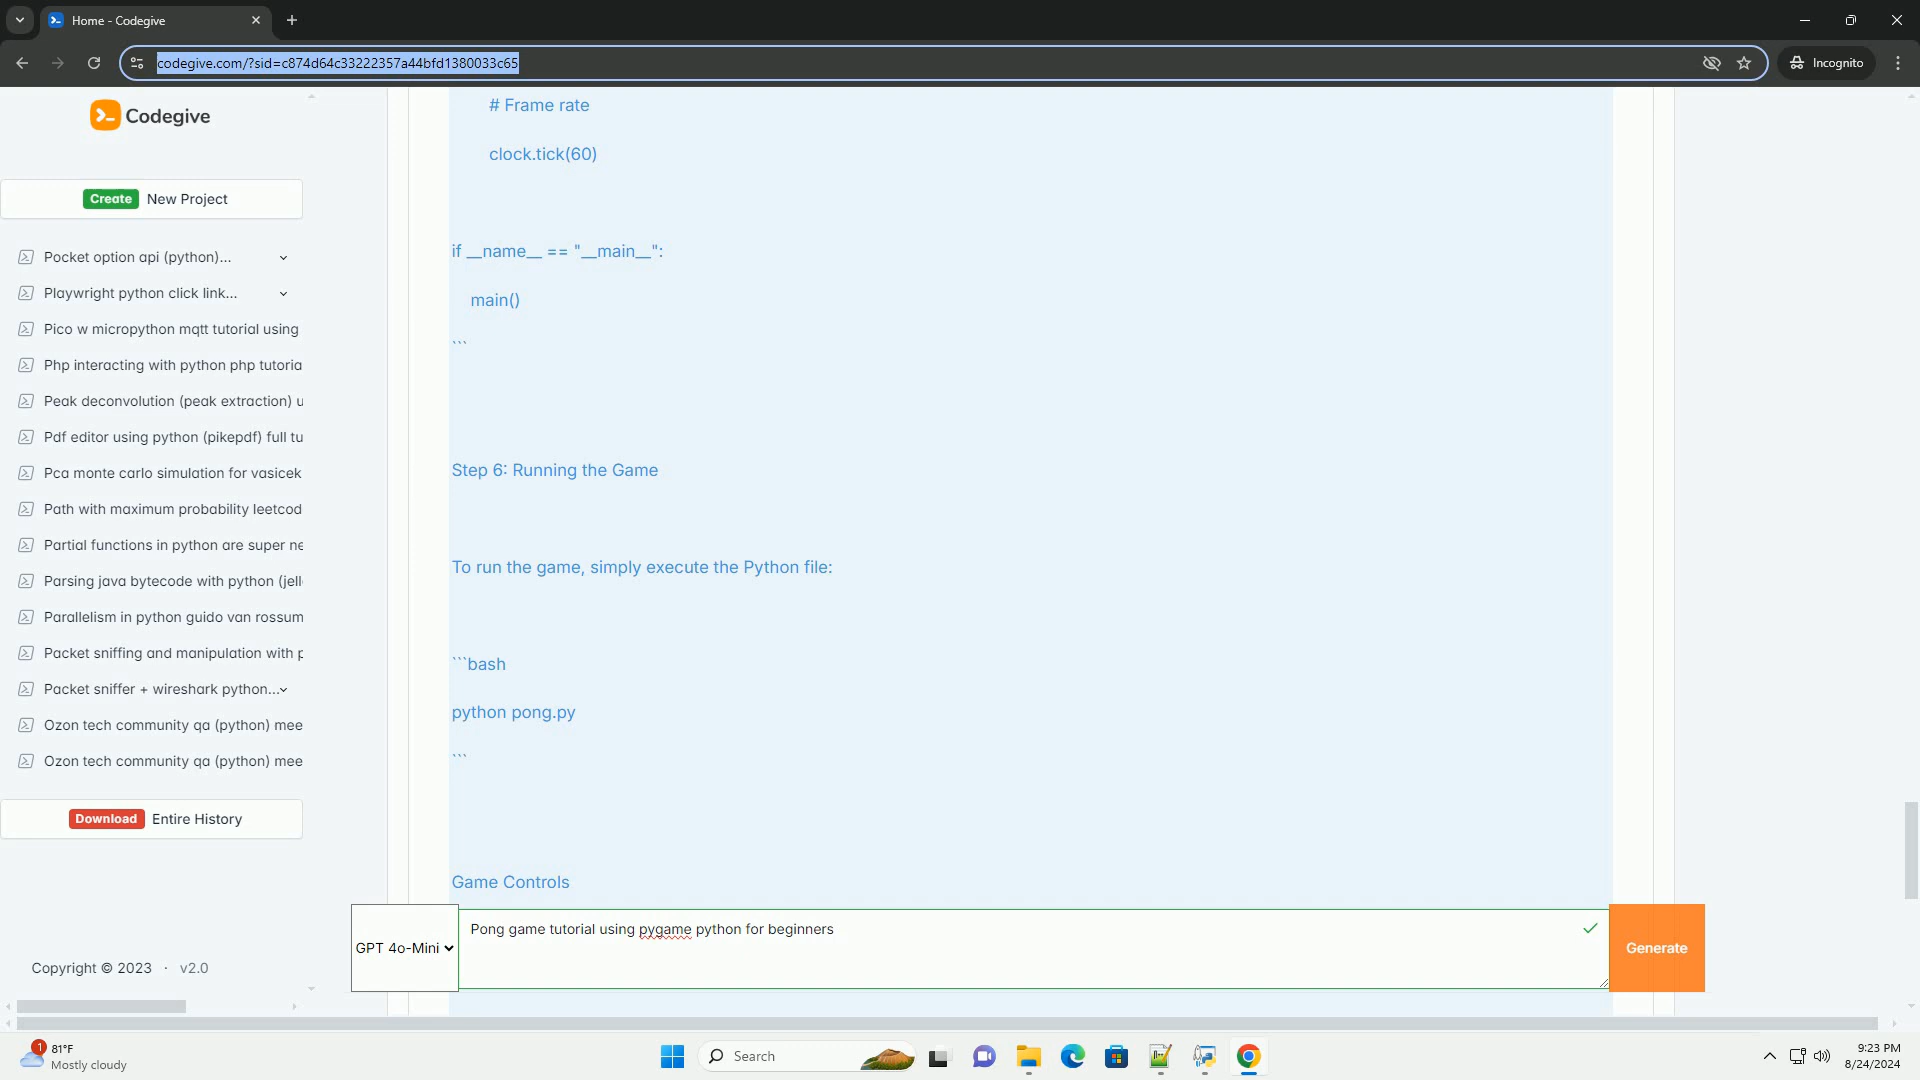 Home - Codegive
codegive.com/?sid=c874d64c33222357a44bfd1380033c65
Incognito
Codegive
Create New Project
Pocket option api (python)...
Playwright python click link...
Pico w micropython mqtt tutorial using
Php interacting with python php tutoria
Peak deconvolution (peak extraction) u
Pdf editor using python (pikepdf) full tu
Pca monte carlo simulation for vasicek
Path with maximum probability leetcod
Partial functions in python are super ne
Parsing java bytecode with python (jell
Parallelism in python guido van rossum
Packet sniffing and manipulation with p
Packet sniffer + wireshark python...
Ozon tech community qa (python) mee
Ozon tech community qa (python) mee
Download Entire History
Copyright © 2023 · v2.0
# Frame rate
clock.tick(60)
if __name__ == "__main__":
main()
```
Step 6: Running the Game
To run the game, simply execute the Python file:
```bash
python pong.py
```
Game Controls
GPT 4o-Mini
Pong game tutorial using pygame python for beginners
Generate
1
81°F
Mostly cloudy
Search
9:23 PM
8/24/2024